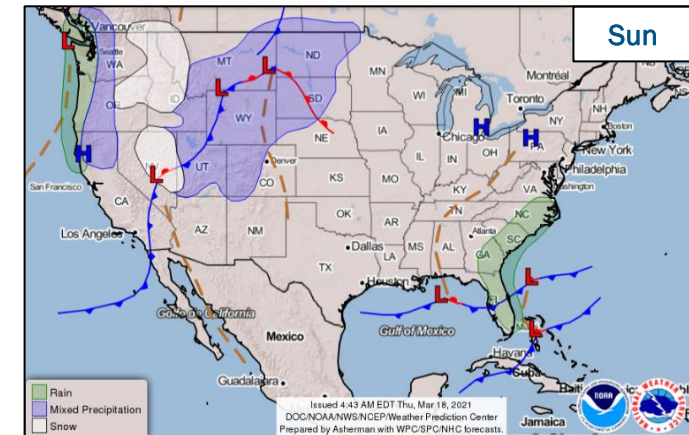 Sun
Vancouver
Seattle
WA
OR
ID
MT
ND
SD
WY
NE
NV
UT
CO
Denver
CA
San Francisco
Los Angeles
AZ
NM
KS
OK
TX
Dallas
Houston
MN
WI
IA
MO
AR
LA
MS
AL
IL
IN
MI
OH
KY
TN
Chicago
Toronto
Montréal
NY
NH
Boston
New York
PA
Philadelphia
Washington
VA
NC
SC
GA
Atlanta
FL
L
L
L
L
L
L
L
H
H
H
Golfo de California
Mexico
Gulf of Mexico
Guadalajara
Havana
Cuba
Jamaica
Rain
Mixed Precipitation
Snow
Issued 4:43 AM EDT Thu, Mar 18, 2021
DOC/NOAA/NWS/NCEP/Weather Prediction Center
Prepared by Asherman with WPC/SPC/NHC forecasts.
NOAA
NATIONAL WEATHER SERVICE